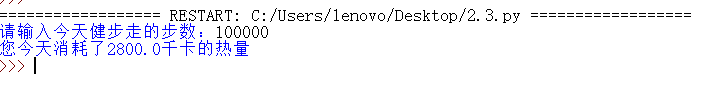 >>>
================== RESTART: C:/Users/lenovo/Desktop/2.3.py ==================
请输入今天健步走的步数：100000
您今天消耗了2800.0千卡的热量
>>>